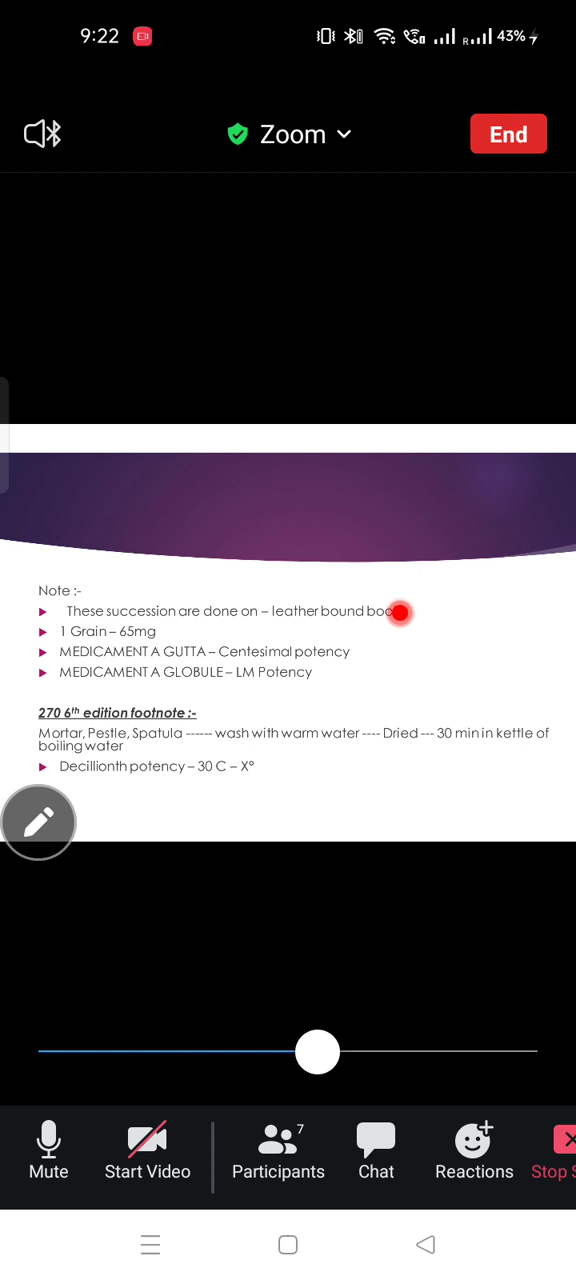 9:22
R
43%
Zoom
End
Note :-
These succession are done on – leather bound
1 Grain – 65mg
MEDICAMENT A GUTTA – Centesimal potency
MEDICAMENT A GLOBULE – LM Potency
270 6th edition footnote :-
Mortar, Pestle, Spatula ------ wash with warm water ---- Dried --- 30 min in kettle of
boiling water
Decillionth potency – 30 C – X°
7
Mute
Start Video
Participants
Chat
Reactions
Stop S